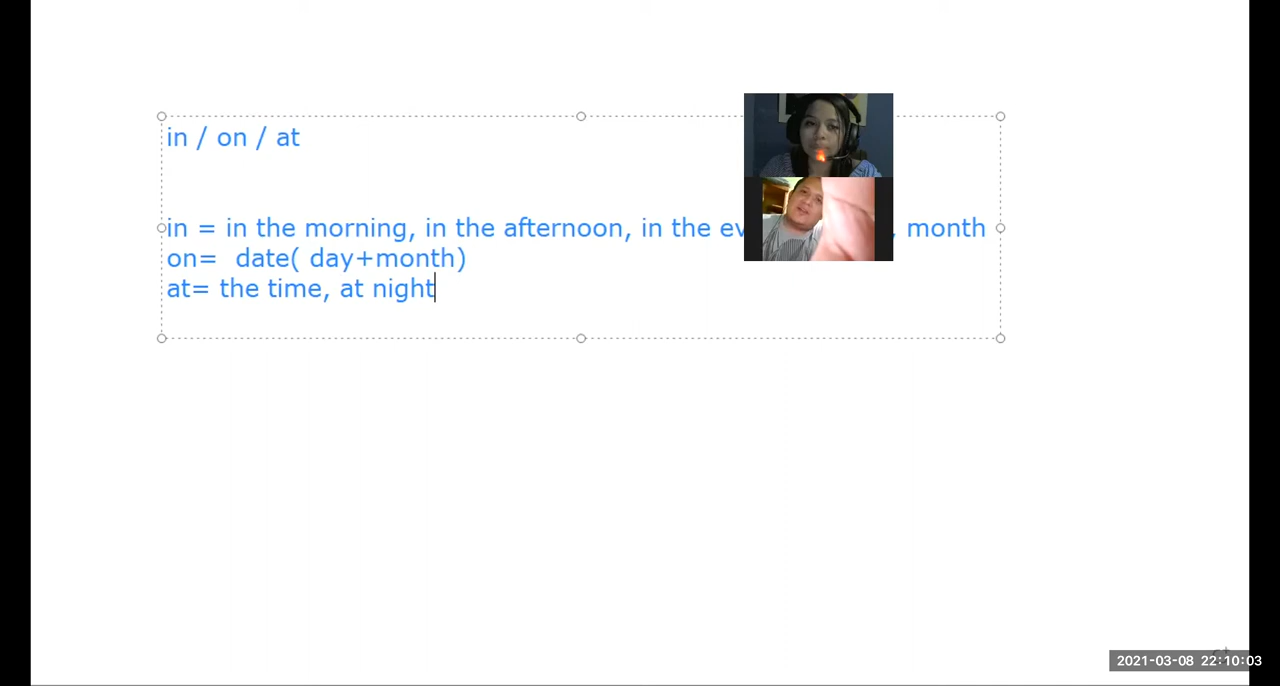 in / on / at
in = in the morning, in the afternoon, in the , month
on= date( day+month)
at= the time, at night
2021-03-08 22:10:03